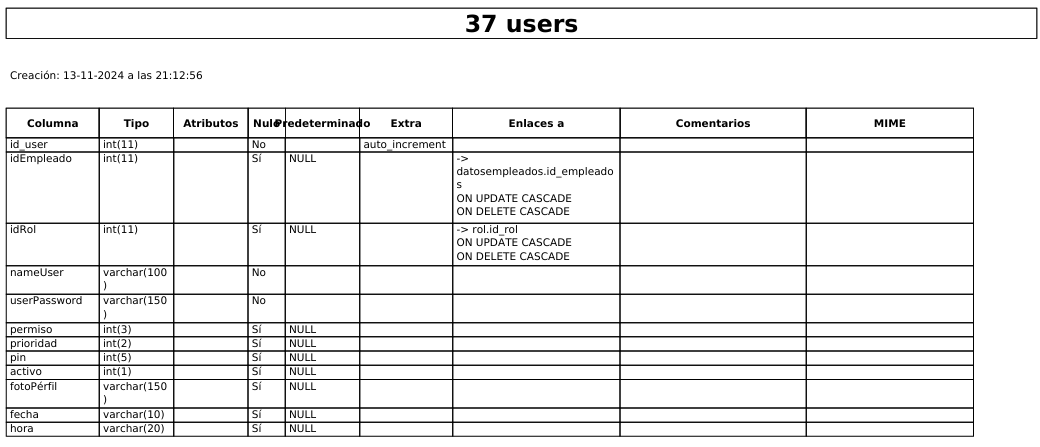 37 users
Creación: 13-11-2024 a las 21:12:56
Columna Tipo Atributos Nulo Predeterminado Extra Enlaces a Comentarios MIME
id_user int(11) No auto_increment
idEmpleado int(11) Sí NULL ->
datosempleados.id_empleado
s
ON UPDATE CASCADE
ON DELETE CASCADE
idRol int(11) Sí NULL -> rol.id_rol
ON UPDATE CASCADE
ON DELETE CASCADE
nameUser varchar(100 No
)
userPassword varchar(150 No
)
permiso int(3) Sí NULL
prioridad int(2) Sí NULL
pin int(5) Sí NULL
activo int(1) Sí NULL
fotoPérfil varchar(150 Sí NULL
)
fecha varchar(10) Sí NULL
hora varchar(20) Sí NULL